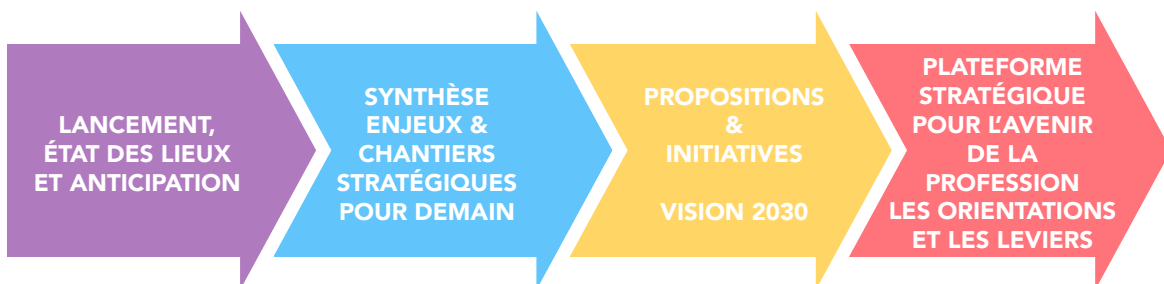 LANCEMENT,
ÉTAT DES LIEUX
ET ANTICIPATION
SYNTHÈSE
ENJEUX &
CHANTIERS
STRATÉGIQUES
POUR DEMAIN
PROPOSITIONS
&
INITIATIVES
VISION 2030
PLATEFORME
STRATÉGIQUE
POUR L’AVENIR
DE LA
PROFESSION
LES ORIENTATIONS
ET LES LEVIERS